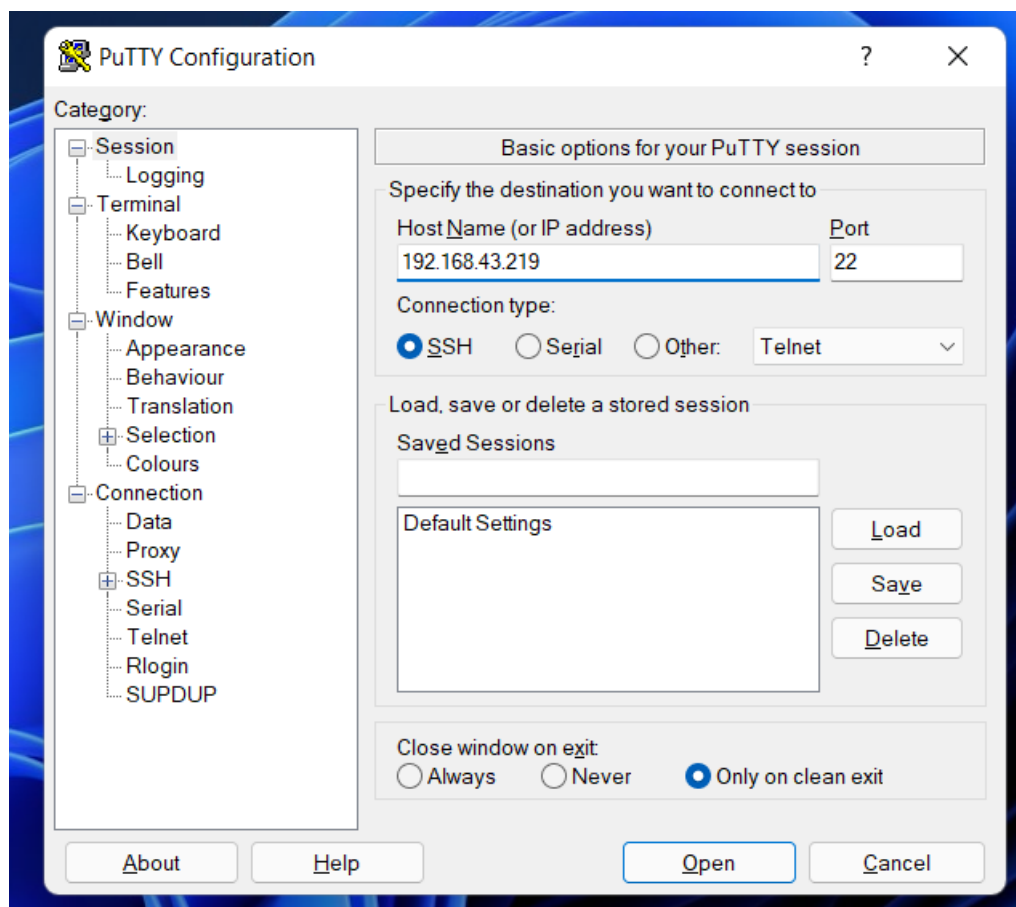 PuTTY Configuration
?
Category:
Session
Logging
Terminal
Keyboard
Bell
Features
Window
Appearance
Behaviour
Translation
Selection
Colours
Connection
Data
Proxy
SSH
Serial
Telnet
Rlogin
SUPDUP
Basic options for your PuTTY session
Specify the destination you want to connect to
Host Name (or IP address) Port
192.168.43.219 22
Connection type:
SSH Serial Other: Telnet
Load, save or delete a stored session
Saved Sessions
Default Settings
Load
Save
Delete
Close window on exit:
Always Never Only on clean exit
About Help Open Cancel